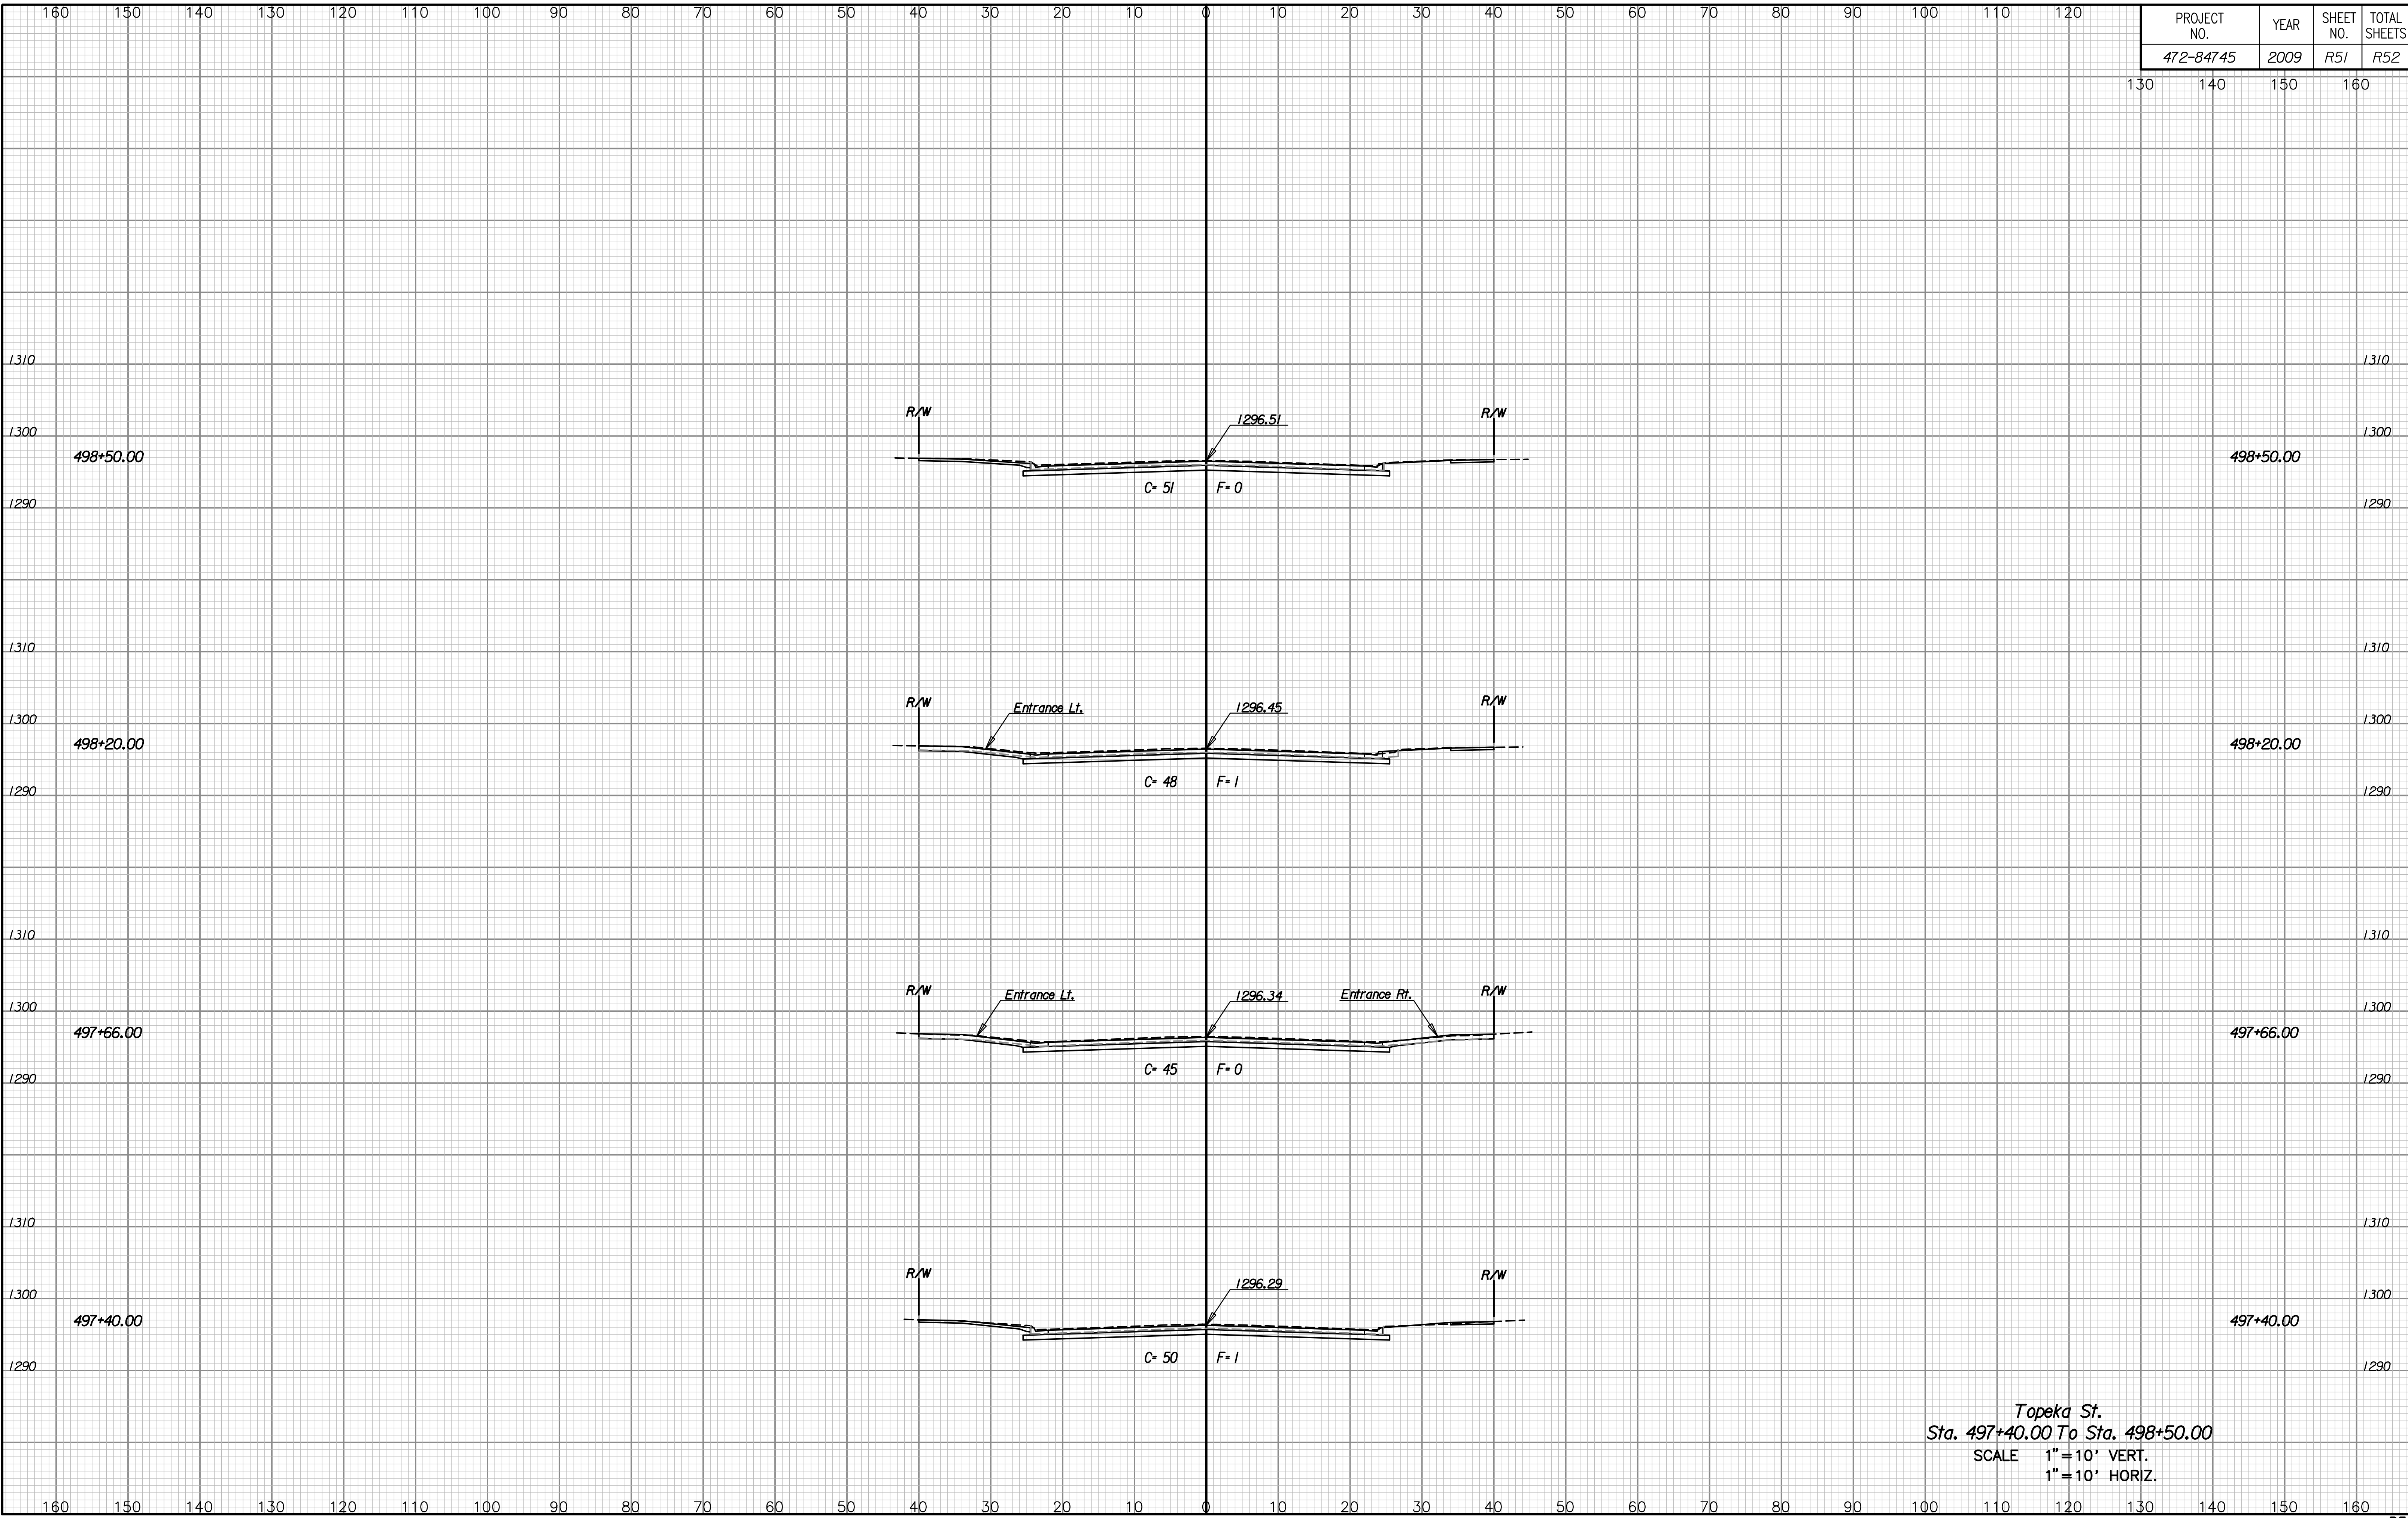 160 150 140 130 120 110 100 90 80 70 60 50 40 30 20 10 0 10 20 30 40 50 60 70 80 90 100 110 120
PROJECT NO. YEAR SHEET NO. TOTAL SHEETS
472-84745 2009 R51 R52
130 140 150 160
1310 1310
R/W 1296.51 R/W
1300 1300
498+50.00 498+50.00
C= 51 F= 0
1290 1290
1310 1310
R/W Entrance Lt. 1296.45 R/W
1300 1300
498+20.00 498+20.00
C= 48 F= 1
1290 1290
1310 1310
R/W Entrance Lt. 1296.34 Entrance Rt. R/W
1300 1300
497+66.00 497+66.00
C= 45 F= 0
1290 1290
1310 1310
R/W 1296.29 R/W
1300 1300
497+40.00 497+40.00
C= 50 F= 1
1290 1290
Topeka St.
Sta. 497+40.00 To Sta. 498+50.00
SCALE 1"=10' VERT.
1"=10' HORIZ.
160 150 140 130 120 110 100 90 80 70 60 50 40 30 20 10 0 10 20 30 40 50 60 70 80 90 100 110 120 130 140 150 160